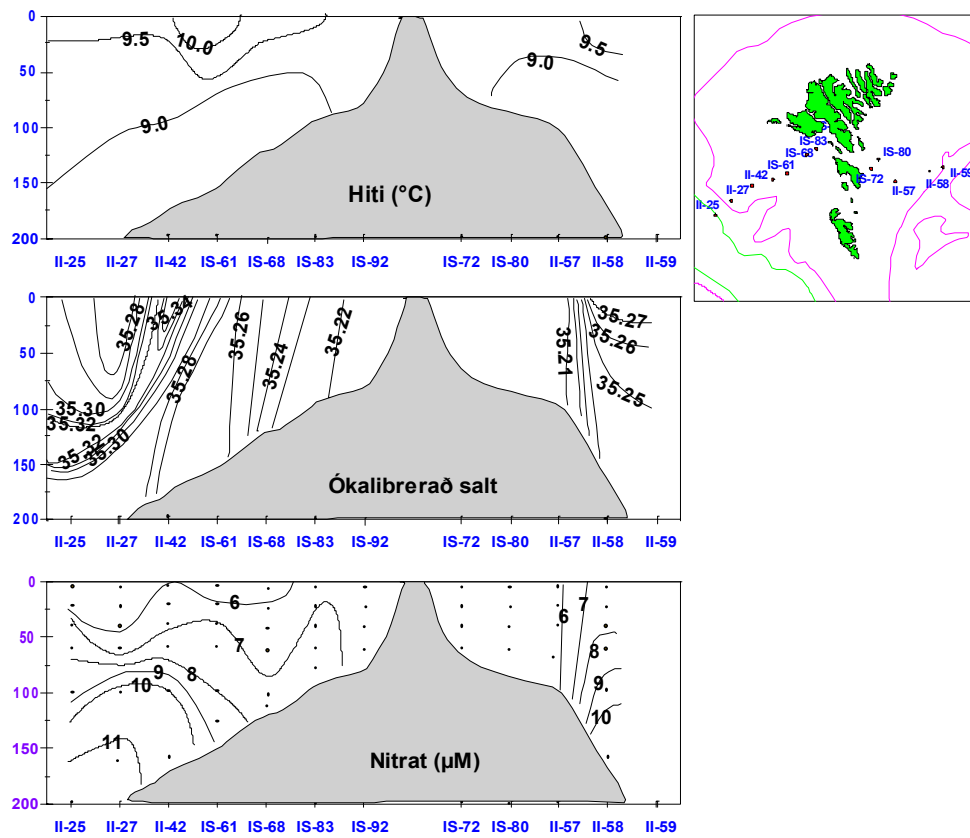 0
50
100
150
200
9.5
10.0
9.0
9.5
9.0
Hiti (°C)
II-25 II-27 II-42 IS-61 IS-68 IS-83 IS-92 IS-72 IS-80 II-57 II-58 II-59
0
50
100
150
200
35.28
35.34
35.30
35.32
35.32
35.30
35.28
35.26
35.24
35.22
35.21
35.27
35.26
35.25
Ókalibrerað salt
II-25 II-27 II-42 IS-61 IS-68 IS-83 IS-92 IS-72 IS-80 II-57 II-58 II-59
0
50
100
150
200
6
7
8
9
10
11
6
7
8
9
10
Nitrat (µM)
II-25 II-27 II-42 IS-61 IS-68 IS-83 IS-92 IS-72 IS-80 II-57 II-58 II-59
IS-83
IS-68
IS-61
II-42
II-27
II-25
IS-80
IS-72
II-57
II-58
II-59